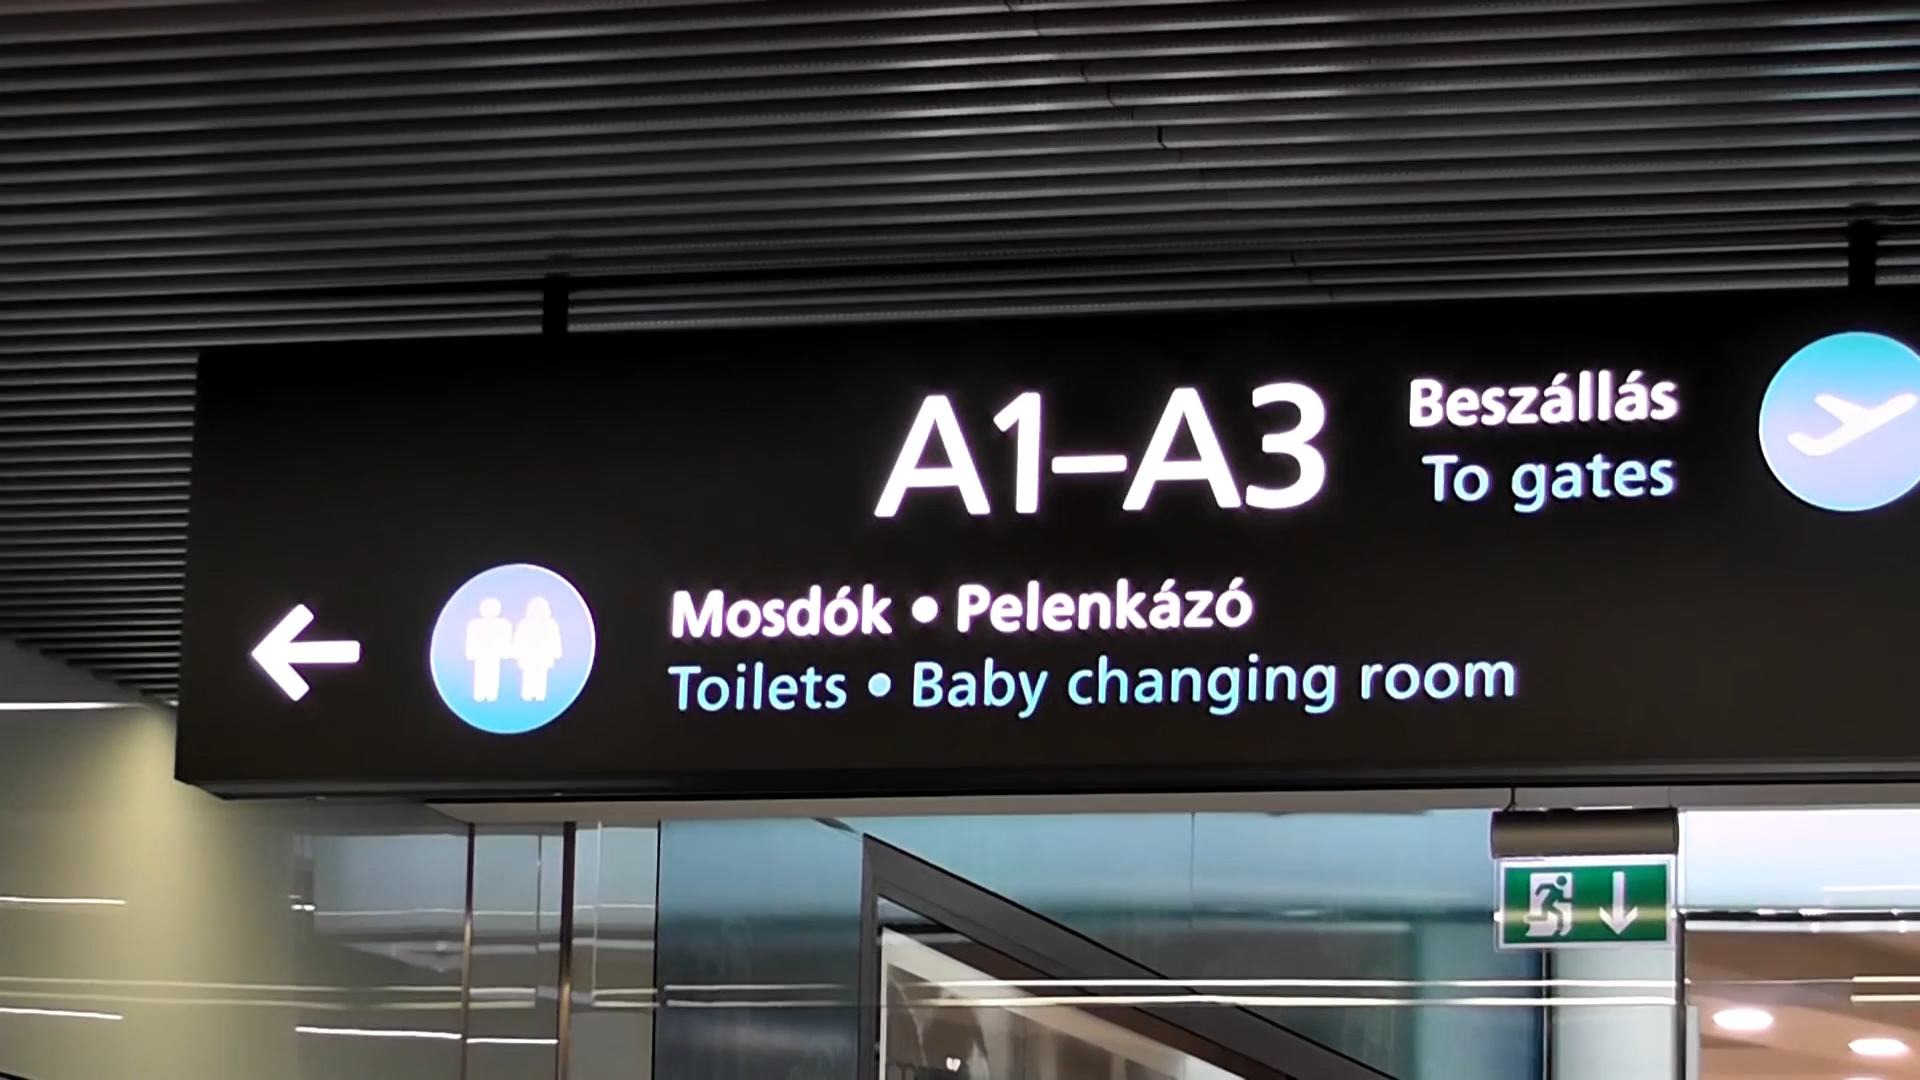 A1–A3 Beszállás
To gates
Mosdók • Pelenkázó
Toilets • Baby changing room